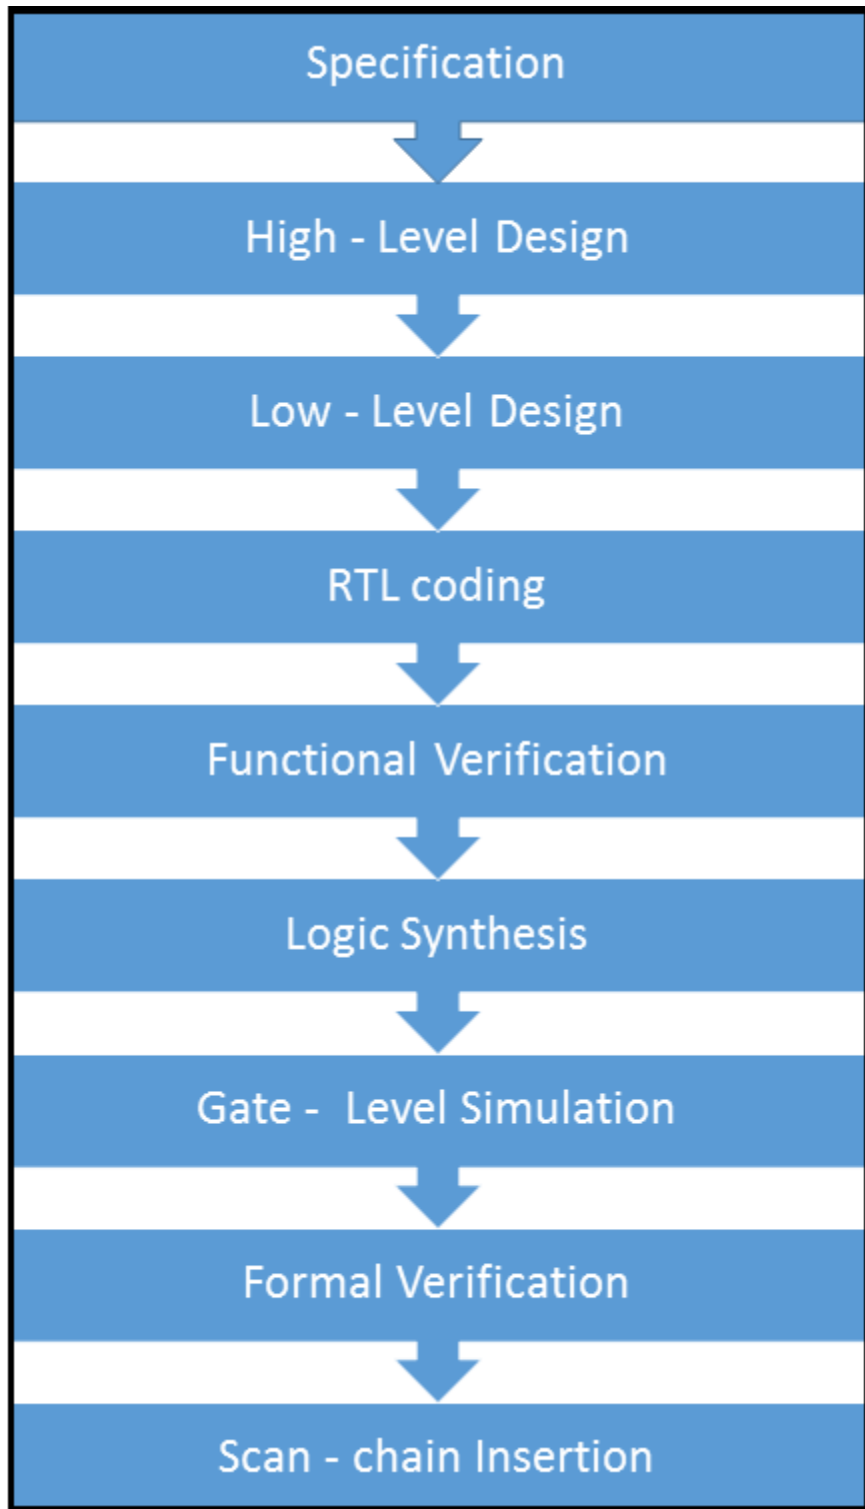 Specification
High - Level Design
Low - Level Design
RTL coding
Functional Verification
Logic Synthesis
Gate -  Level Simulation
Formal Verification
Scan - chain Insertion